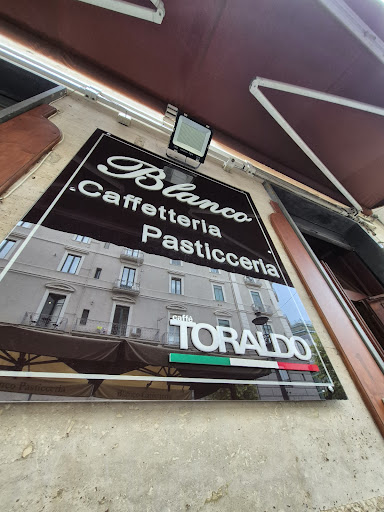 Blanco
Caffetteria
Pasticceria
caffè
TORALDO